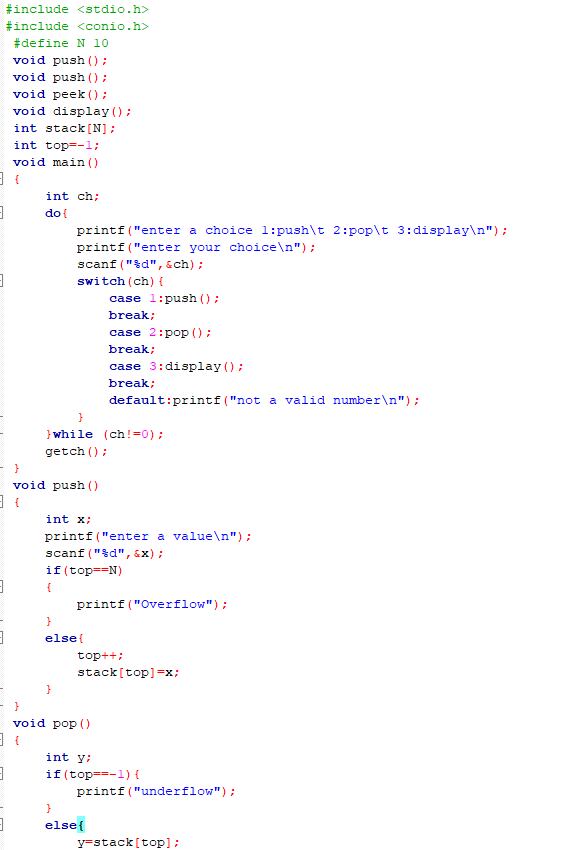 #include <stdio.h>
#include <conio.h>
#define N 10
void push();
void push();
void peek();
void display();
int stack[N];
int top=-1;
void main()
{
int ch;
do{
printf("enter a choice 1:push\t 2:pop\t 3:display\n");
printf("enter your choice\n");
scanf("%d",&ch);
switch(ch){
case 1:push();
break;
case 2:pop();
break;
case 3:display();
break;
default:printf("not a valid number\n");
}
}while (ch!=0);
getch();
}
void push()
{
int x;
printf("enter a value\n");
scanf("%d",&x);
if(top==N)
{
printf("Overflow");
}
else{
top++;
stack[top]=x;
}
}
void pop()
{
int y;
if(top==-1){
printf("underflow");
}
else{
y=stack[top];